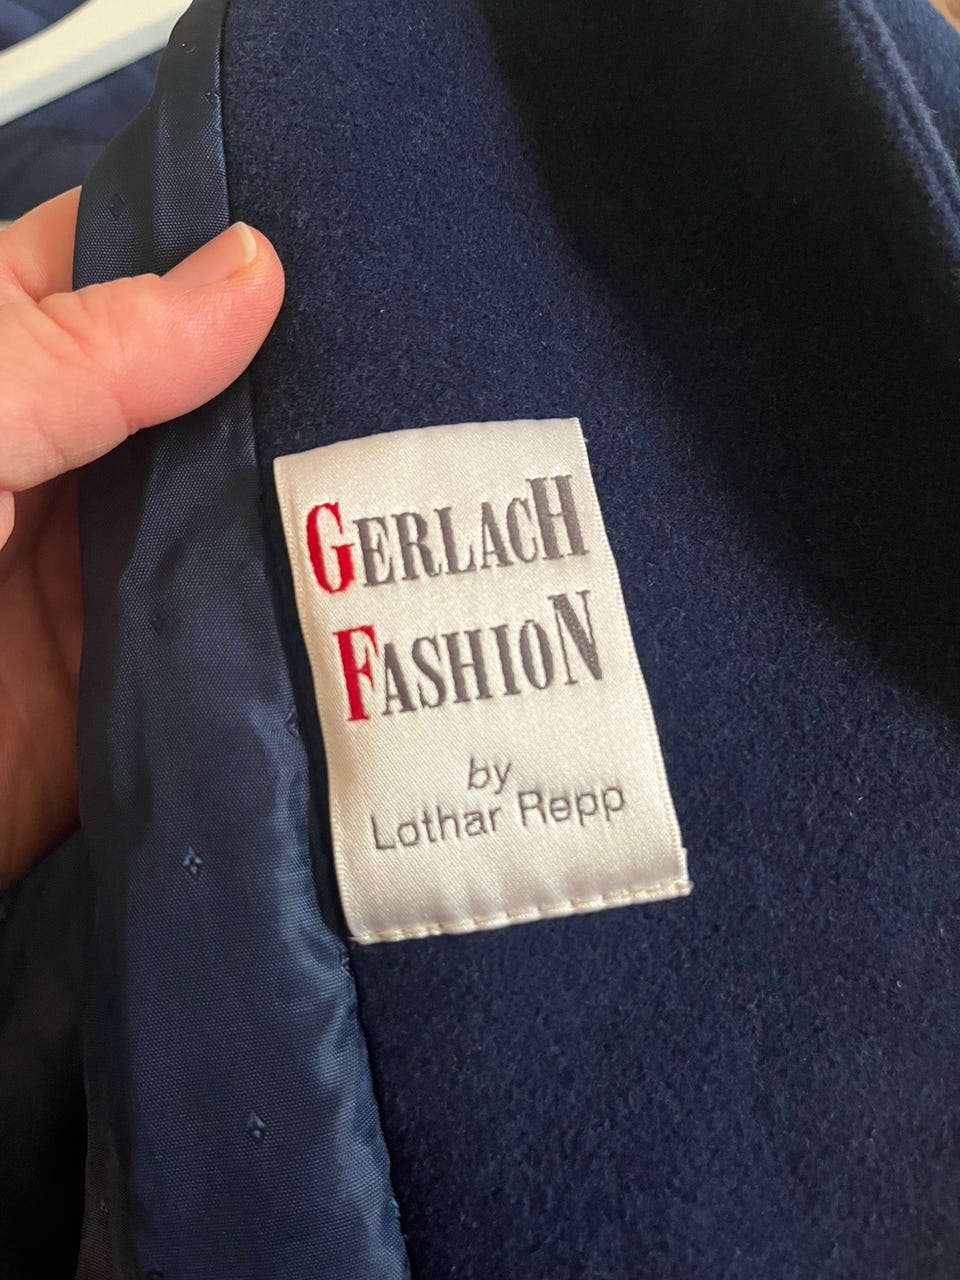 GERLACH
FASHION
by
Lothar Repp